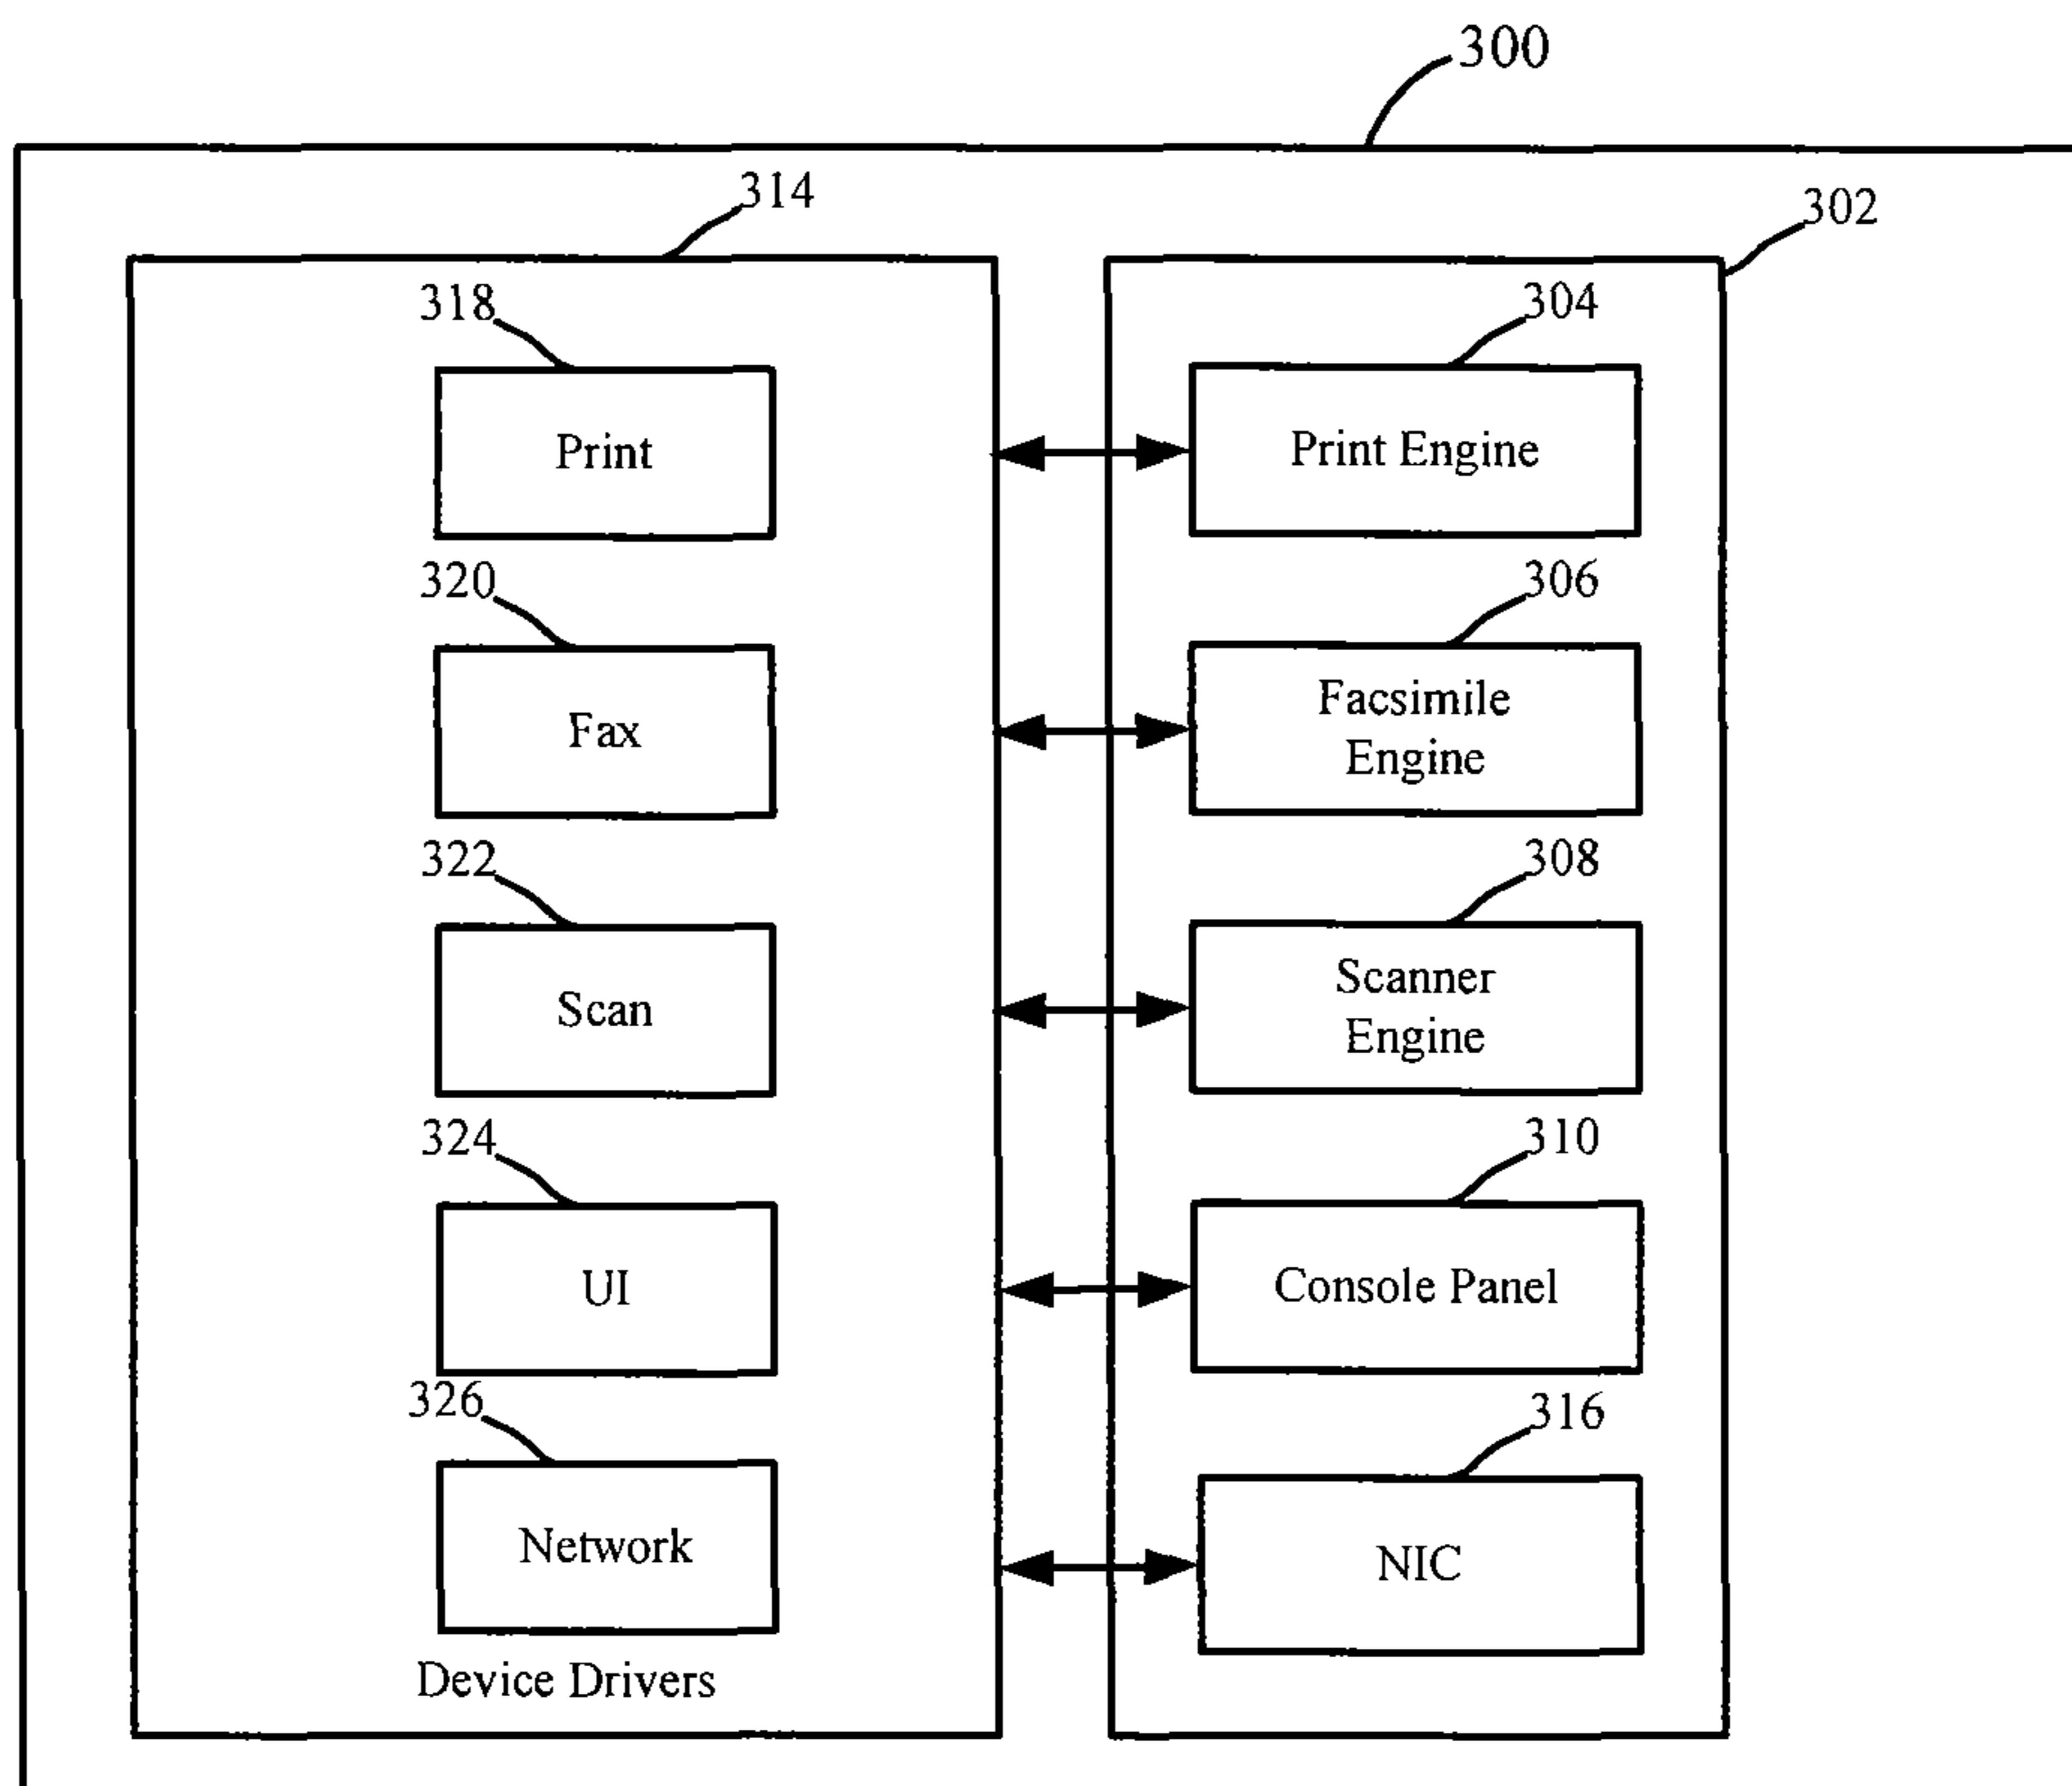 300
314
302
318
304
Print
Print Engine
320
306
Fax
Facsimile
Engine
322
308
Scan
Scanner
Engine
324
310
UI
Console Panel
326
316
Network
NIC
Device Drivers